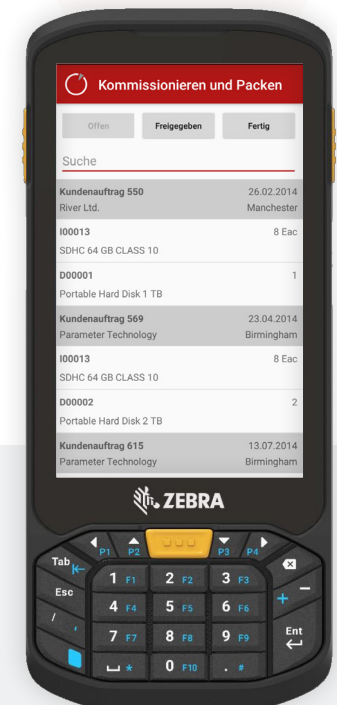 Kommissionieren und Packen
Offen Freigegeben Fertig
Suche
Kundenauftrag 550 26.02.2014
River Ltd. Manchester
I00013 8 Eac
SDHC 64 GB CLASS 10
D00001 1
Portable Hard Disk 1 TB
Kundenauftrag 569 23.04.2014
Parameter Technology Birmingham
I00013 8 Eac
SDHC 64 GB CLASS 10
D00002 2
Portable Hard Disk 2 TB
Kundenauftrag 615 13.07.2014
Parameter Technology Birmingham
ZEBRA
P1 P2 P3 P4
Tab
Esc
1 F1 2 F2 3 F3
+ -
/ ,
4 F4 5 F5 6 F6
7 F7 8 F8 9 F9
Ent
* 0 F10 . #